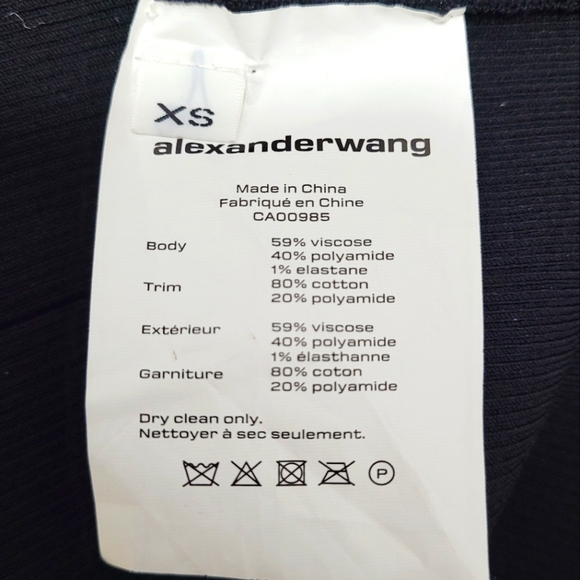 XS
alexanderwang
Made in China
Fabriqué en Chine
CA00985
Body 59% viscose
40% polyamide
1% elastane
Trim 80% cotton
20% polyamide
Extérieur 59% viscose
40% polyamide
1% élasthanne
Garniture 80% coton
20% polyamide
Dry clean only.
Nettoyer à sec seulement.
P